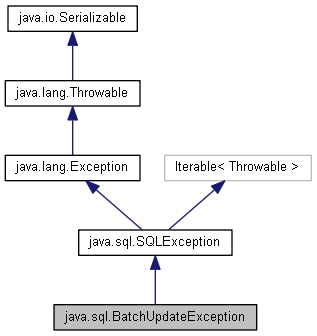 java.io.Serializable
java.lang.Throwable
java.lang.Exception
Iterable< Throwable >
java.sql.SQLException
java.sql.BatchUpdateException